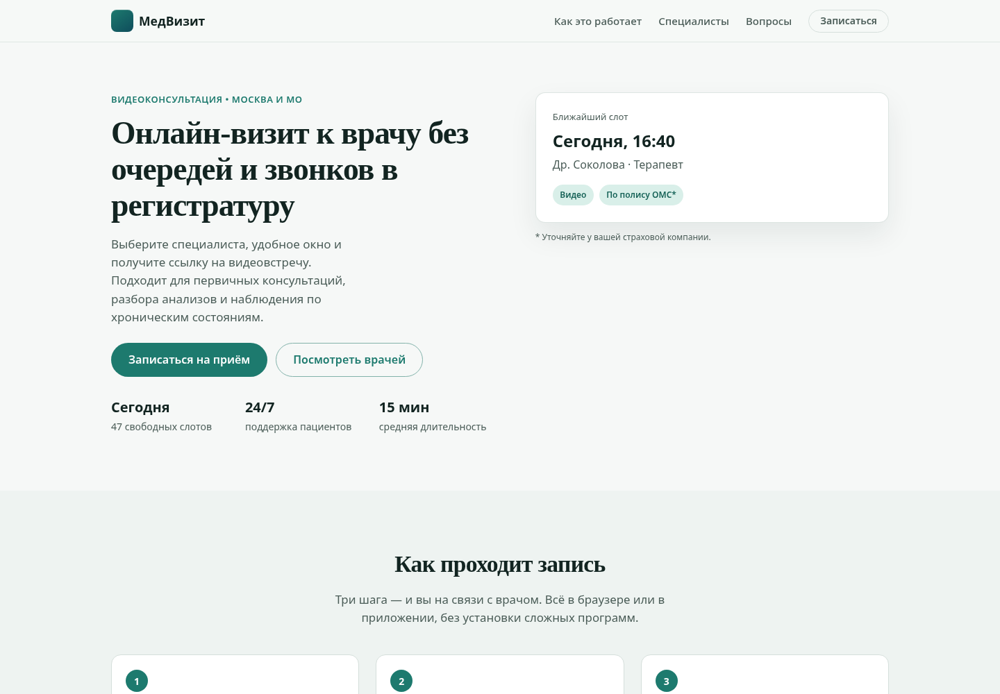 МедВизит
Как это работает
Специалисты
Вопросы
Записаться
ВИДЕОКОНСУЛЬТАЦИЯ • МОСКВА И МО
Онлайн-визит к врачу без
очередей и звонков в
регистратуру
Выберите специалиста, удобное окно и
получите ссылку на видеовстречу.
Подходит для первичных консультаций,
разбора анализов и наблюдения по
хроническим состояниям.
Записаться на приём
Посмотреть врачей
Сегодня
47 свободных слотов
24/7
поддержка пациентов
15 мин
средняя длительность
Ближайший слот
Сегодня, 16:40
Др. Соколова · Терапевт
Видео
По полису ОМС*
* Уточняйте у вашей страховой компании.
Как проходит запись
Три шага — и вы на связи с врачом. Всё в браузере или в
приложении, без установки сложных программ.
1
2
3